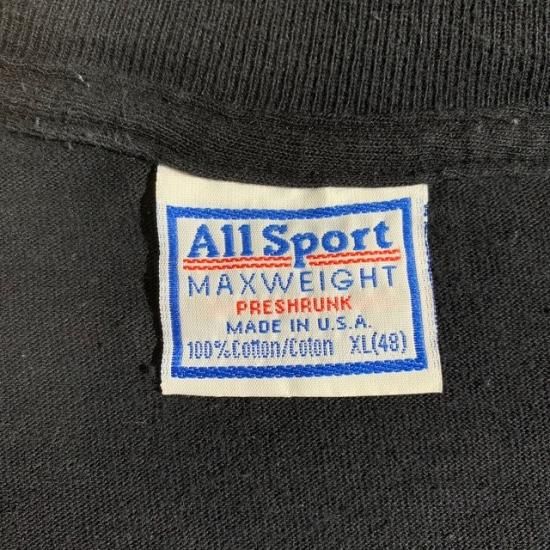 All Sport
MAXWEIGHT
PRESHRUNK
MADE IN U.S.A.
100% Cotton/Coton XL(48)